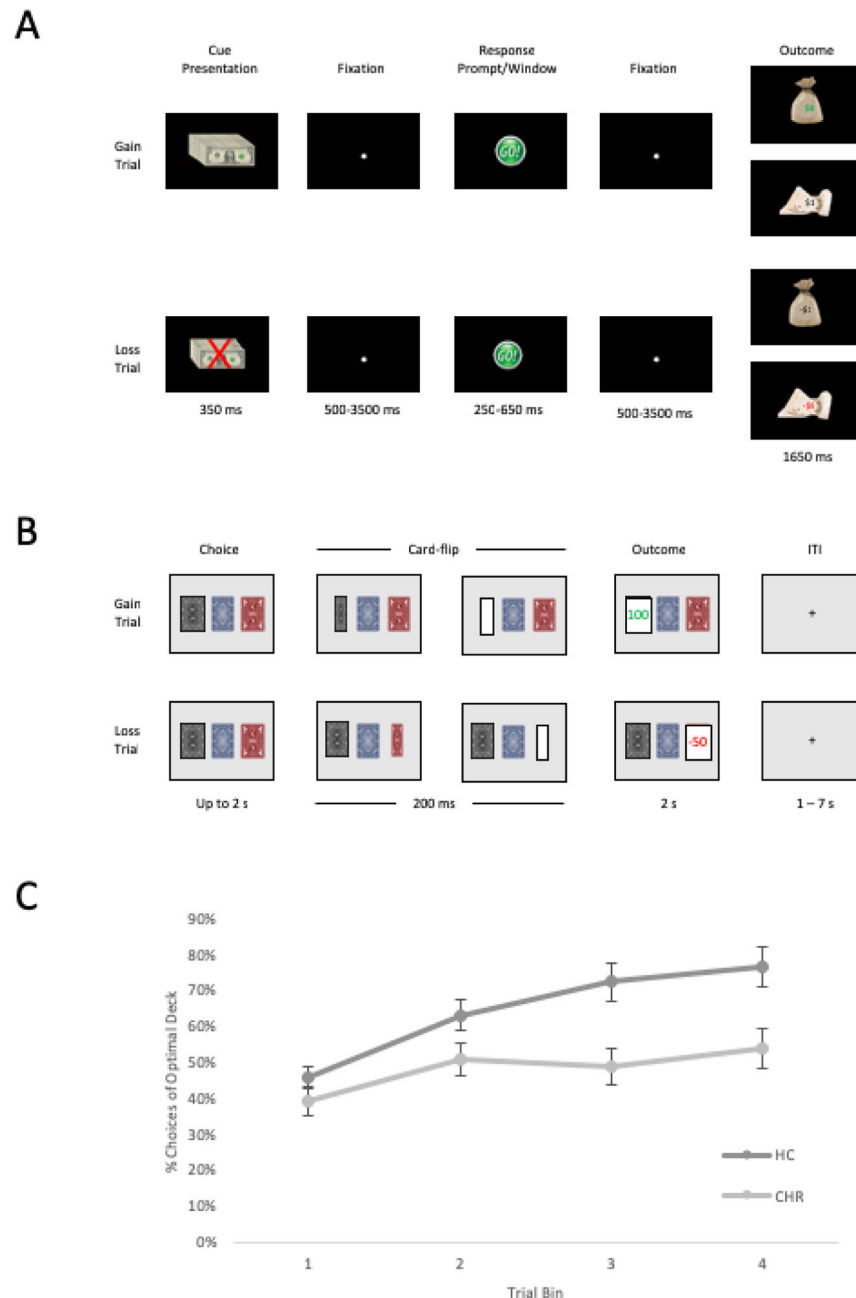 A
Cue
Presentation
Fixation
Response
Prompt/Window
Fixation
Outcome
Gain
Trial
GO!
$1
Loss
Trial
GO!
-$1
350 ms
500-3500 ms
250-650 ms
500-3500 ms
1650 ms
B
Choice
Card-flip
Outcome
ITI
Gain
Trial
100
+
Loss
Trial
-50
+
Up to 2 s
200 ms
2 s
1 – 7 s
C
90%
80%
70%
60%
50%
40%
30%
20%
10%
0%
% Choices of Optimal Deck
HC
CHR
1
2
3
4
Trial Bin